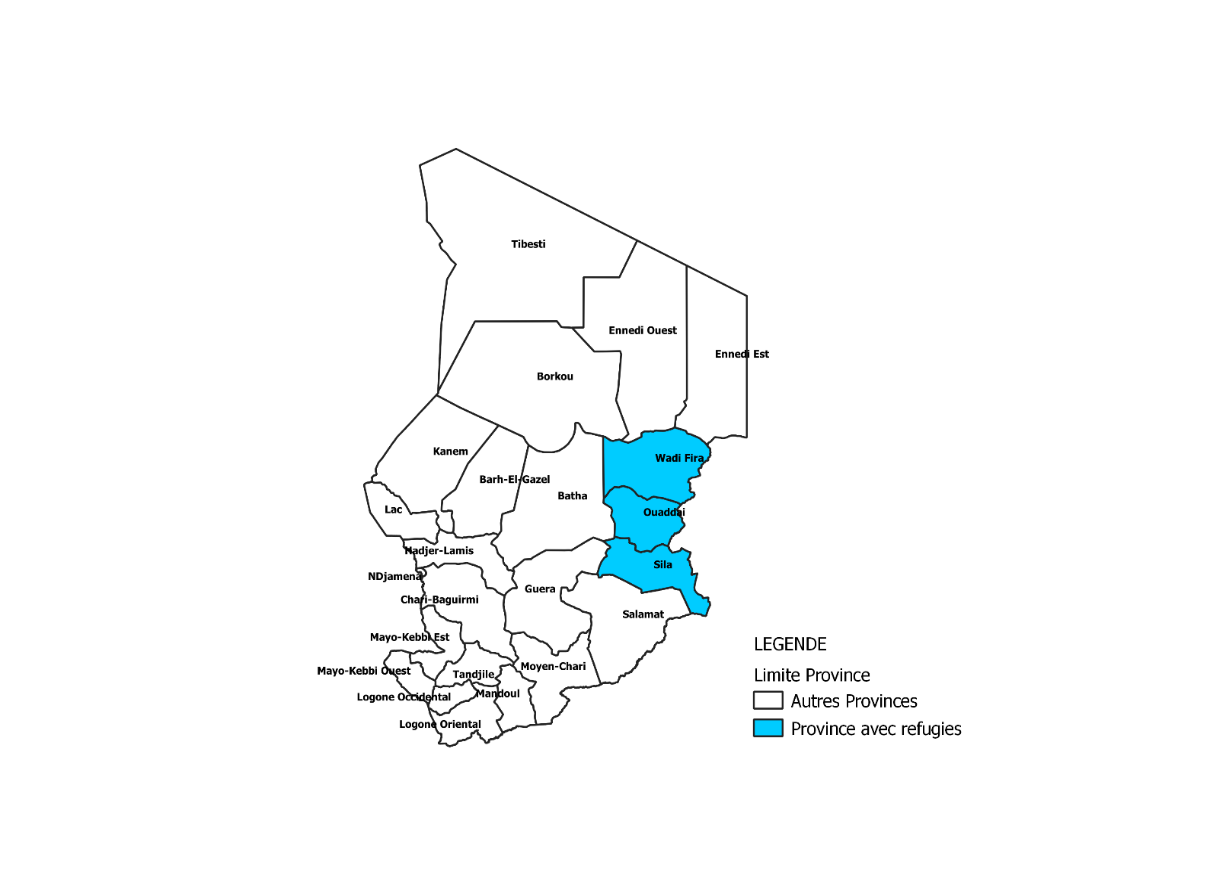 Tibesti
Ennedi Ouest
Ennedi Est
Borkou
Kanem
Wadi Fira
Barh-El-Gazel
Batha
Lac
Ouaddai
Hadjer-Lamis
Sila
NDjamena
Guera
Chari-Baguirmi
Salamat
Mayo-Kebbi Est
LEGENDE
Moyen-Chari
Mayo-Kebbi Ouest
Tandjile
Limite Province
Mandoul
Logone Occidental
Autres Provinces
Logone Oriental
Province avec refugies